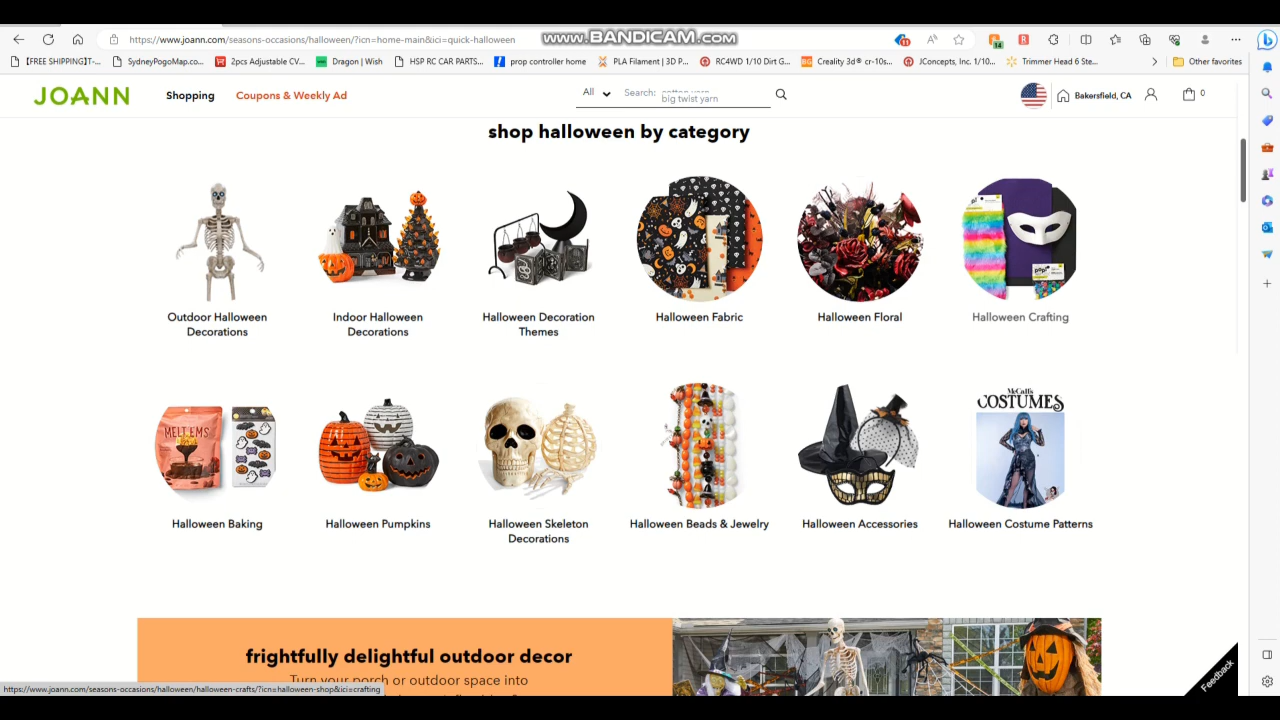 https://www.joann.com/seasons-occasions/halloween/?icn=home-main&ici=quick-halloween
www.BANDICAM.com
11
14
【FREE SHIPPING】T-...
SydneyPogoMap.co...
2pcs Adjustable CV...
Dragon | Wish
HSP RC CAR PARTS...
prop controller home
PLA Filament | 3D P...
RC4WD 1/10 Dirt G...
Creality 3d® cr-10s...
JConcepts, Inc. 1/10...
Trimmer Head 6 Ste...
Other favorites
JOANN
Shopping
Coupons & Weekly Ad
All
Search:
big twist yarn
Bakersfield, CA
0
shop halloween by category
Outdoor Halloween
Decorations
Indoor Halloween
Decorations
Halloween Decoration
Themes
Halloween Fabric
Halloween Floral
Halloween Crafting
MELT'EMS
McCall's
COSTUMES
Halloween Baking
Halloween Pumpkins
Halloween Skeleton
Decorations
Halloween Beads & Jewelry
Halloween Accessories
Halloween Costume Patterns
frightfully delightful outdoor decor
Turn your porch or outdoor space into
Feedback
https://www.joann.com/seasons-occasions/halloween/halloween-crafts/?icn=halloween-shop&ici=crafting